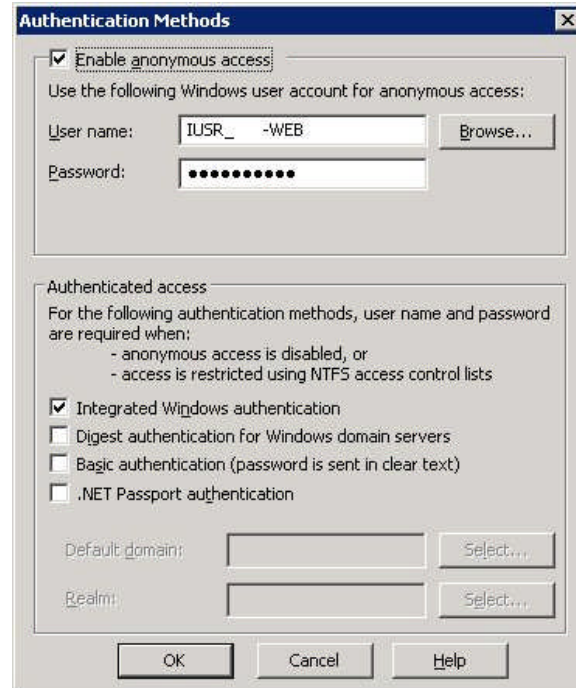 Authentication Methods
Enable anonymous access
Use the following Windows user account for anonymous access:
User name:
IUSR_ -WEB
Browse...
Password:
●●●●●●●●●●
Authenticated access
For the following authentication methods, user name and password
are required when:
- anonymous access is disabled, or
- access is restricted using NTFS access control lists
Integrated Windows authentication
Digest authentication for Windows domain servers
Basic authentication (password is sent in clear text)
.NET Passport authentication
Default domain:
Select...
Realm:
Select...
OK
Cancel
Help